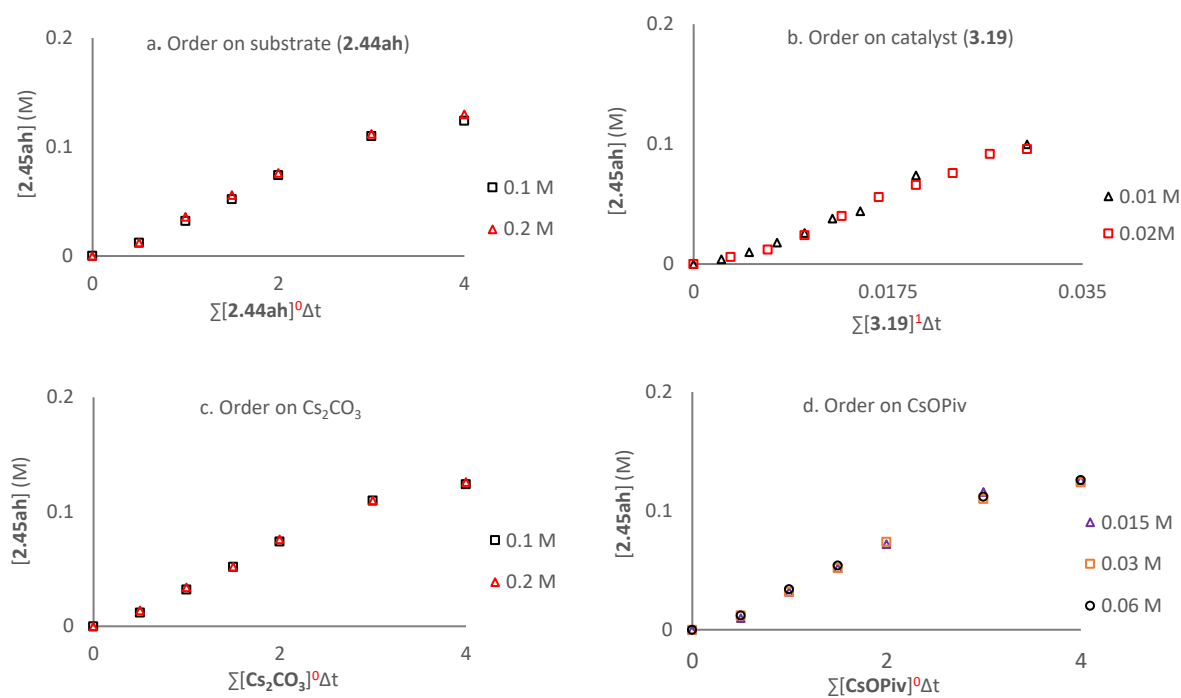 a. Order on substrate (2.44ah)
0.2
0.1
0
[2.45ah] (M)
0 2 4
∑[2.44ah]⁰Δt
0.1 M
0.2 M
b. Order on catalyst (3.19)
0.2
0.1
0
[2.45ah] (M)
0 0.0175 0.035
∑[3.19]¹Δt
0.01 M
0.02M
c. Order on Cs₂CO₃
0.2
0.1
0
[2.45ah] (M)
0 2 4
∑[Cs₂CO₃]⁰Δt
0.1 M
0.2 M
d. Order on CsOPiv
0.2
0.1
0
[2.45ah] (M)
0 2 4
∑[CsOPiv]⁰Δt
0.015 M
0.03 M
0.06 M